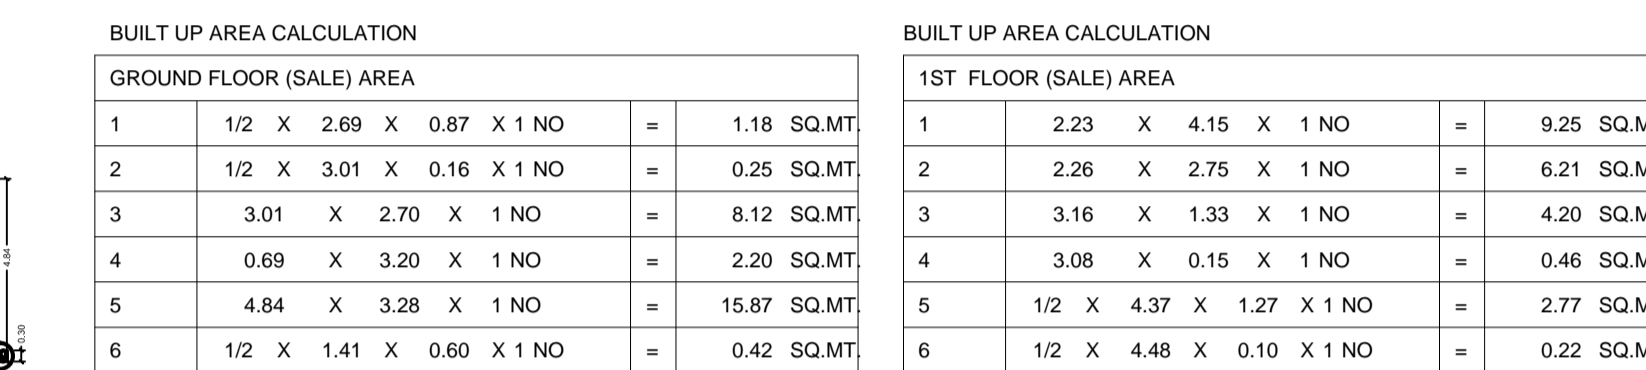 BUILT UP AREA CALCULATION
GROUND FLOOR (SALE) AREA
1 1/2 X 2.69 X 0.87 X 1 NO = 1.18 SQ.MT.
2 1/2 X 3.01 X 0.16 X 1 NO = 0.25 SQ.MT.
3 3.01 X 2.70 X 1 NO = 8.12 SQ.MT.
4 0.69 X 3.20 X 1 NO = 2.20 SQ.MT.
5 4.84 X 3.28 X 1 NO = 15.87 SQ.MT.
6 1/2 X 1.41 X 0.60 X 1 NO = 0.42 SQ.MT.
BUILT UP AREA CALCULATION
1ST FLOOR (SALE) AREA
1 2.23 X 4.15 X 1 NO = 9.25 SQ.M
2 2.26 X 2.75 X 1 NO = 6.21 SQ.M
3 3.16 X 1.33 X 1 NO = 4.20 SQ.M
4 3.08 X 0.15 X 1 NO = 0.46 SQ.M
5 1/2 X 4.37 X 1.27 X 1 NO = 2.77 SQ.M
6 1/2 X 4.48 X 0.10 X 1 NO = 0.22 SQ.M
4.84
0.30